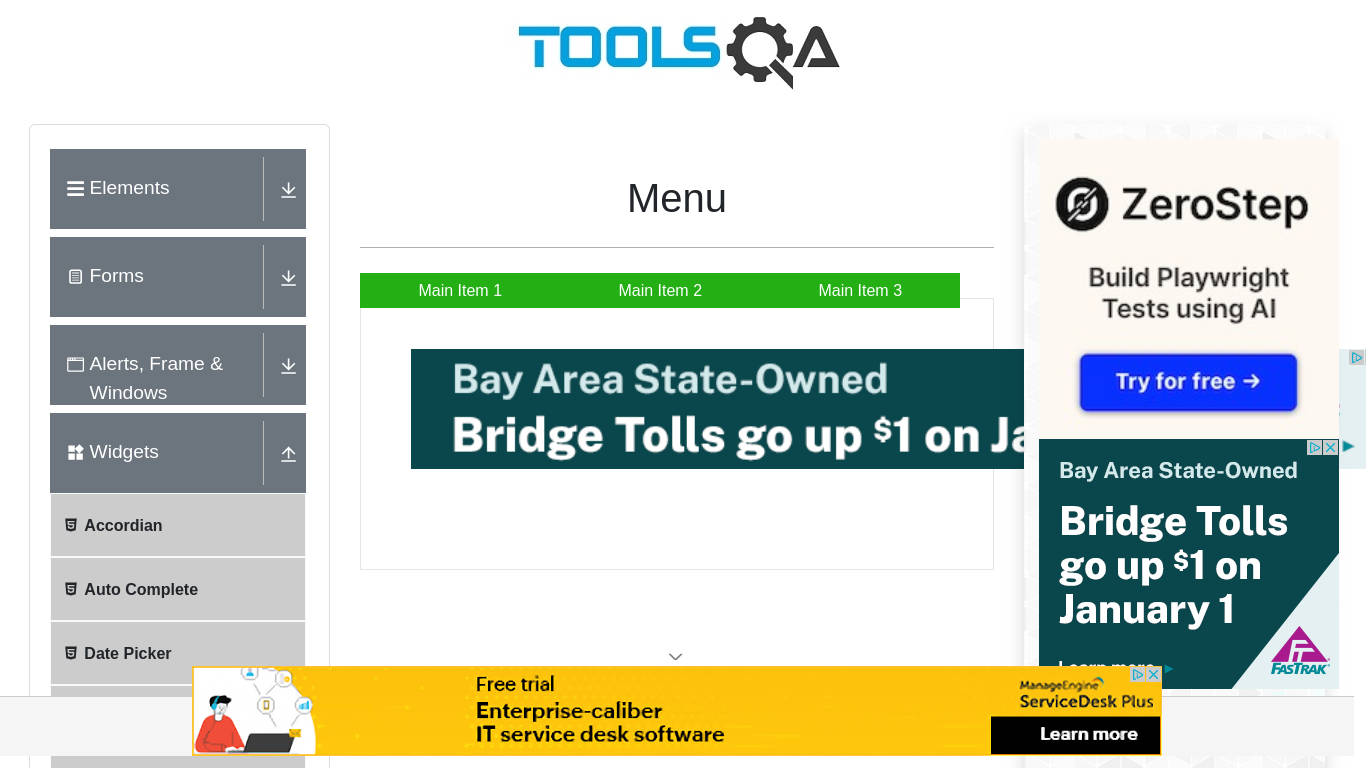 TOOLSQA
Elements
Forms
Alerts, Frame &
Windows
Widgets
Accordian
Auto Complete
Date Picker
Menu
Main Item 1
Main Item 2
Main Item 3
Bay Area State-Owned
Bridge Tolls go up $1 on Ja
ZeroStep
Build Playwright
Tests using AI
Try for free →
Bay Area State-Owned
Bridge Tolls
go up $1 on
January 1
Learn more
FasTrak
Free trial
Enterprise-caliber
IT service desk software
ManageEngine
ServiceDesk Plus
Learn more